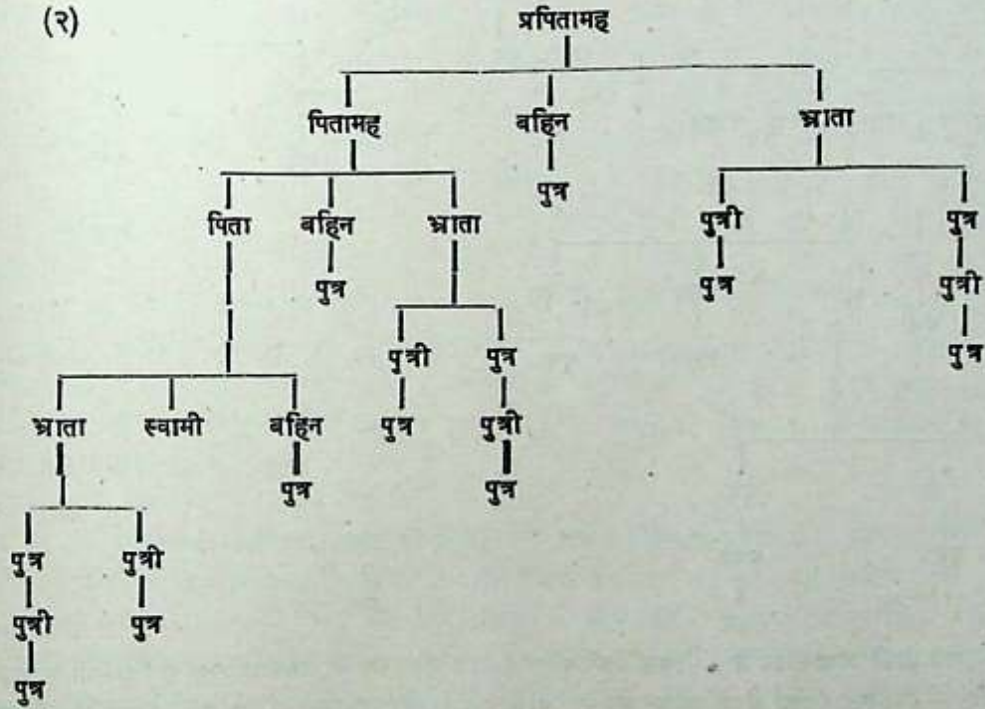 (२)
प्रपितामह
पितामह बहिन भ्राता
पुत्र
पिता बहिन भ्राता पुत्री पुत्र
पुत्र पुत्र पुत्री
पुत्री पुत्र पुत्र
भ्राता स्वामी बहिन पुत्र पुत्री
पुत्र पुत्र
पुत्र पुत्री
पुत्री पुत्र
पुत्र